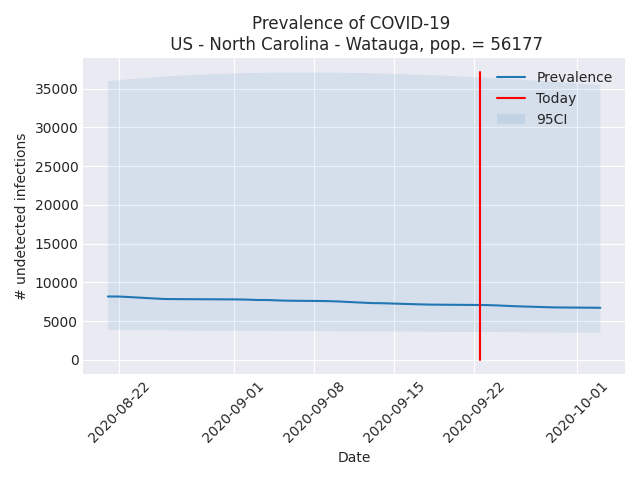 Prevalence of COVID-19
US - North Carolina - Watauga, pop. = 56177
# undetected infections
35000
30000
25000
20000
15000
10000
5000
0
Prevalence
Today
95CI
2020-08-22
2020-09-01
2020-09-08
2020-09-15
2020-09-22
2020-10-01
Date